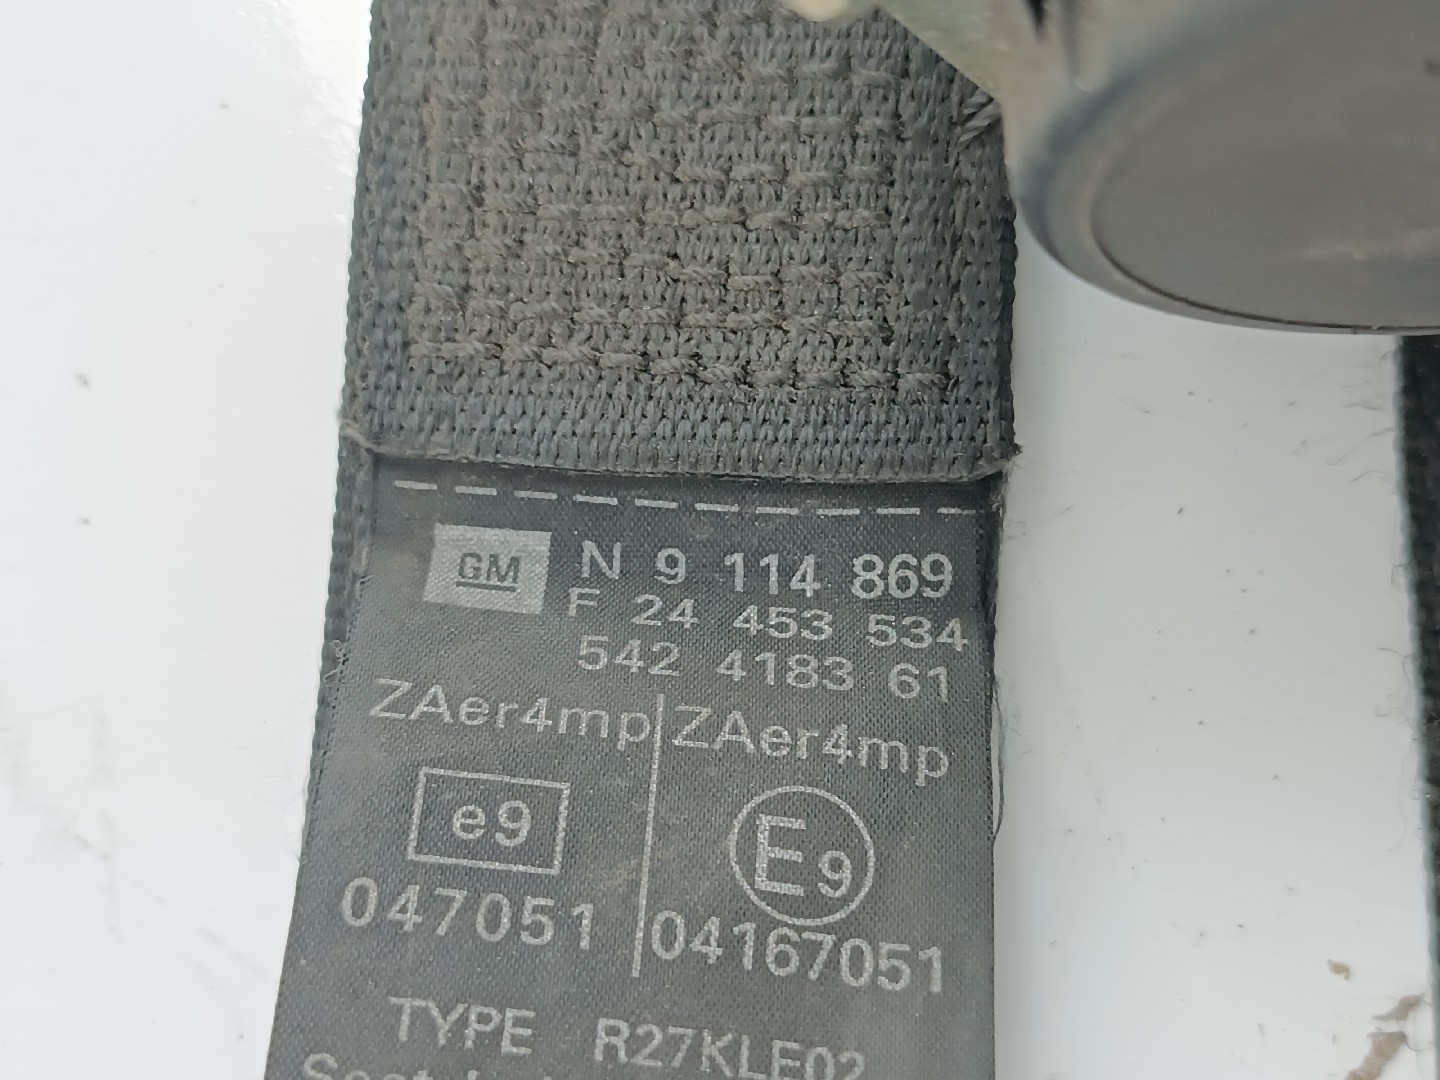 GM N 9 114 869
F 24 453 534
542 4183 61
ZAer4mp ZAer4mp
e9 E9
047051 04167051
TYPE R27KLE02